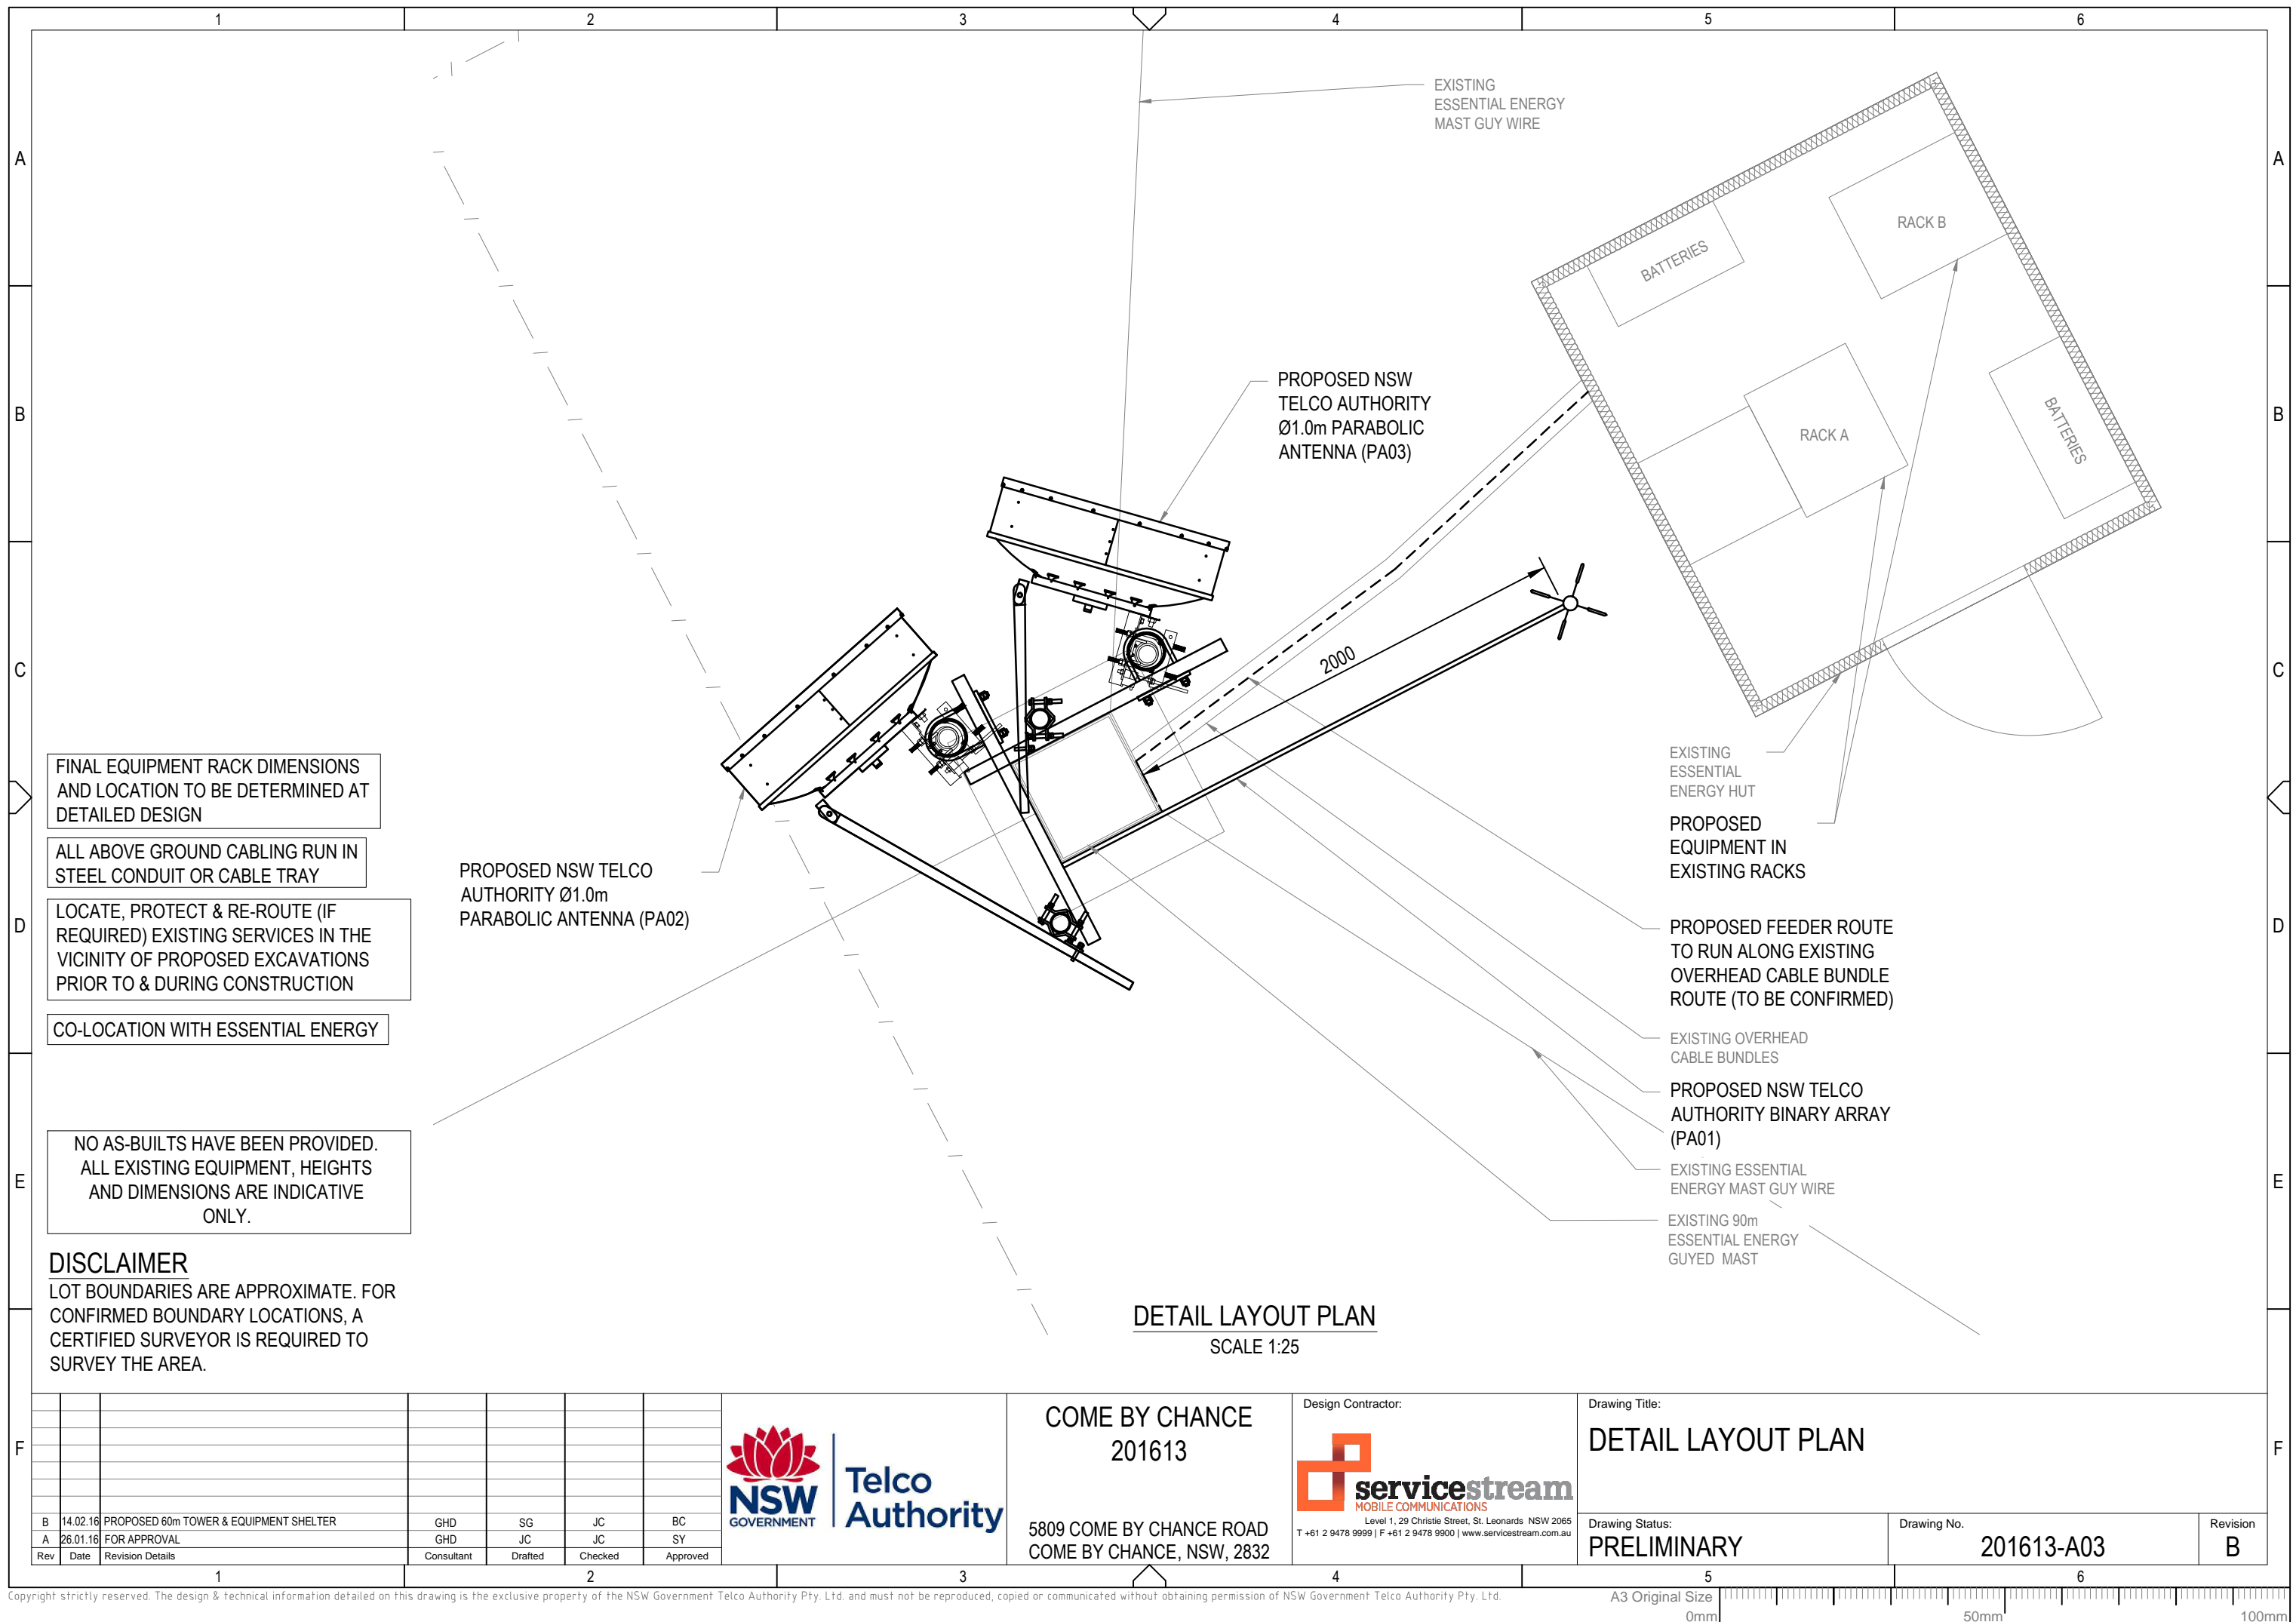 1 2 3 4 5 6
A A
B B
C C
D D
E E
F F
EXISTING
ESSENTIAL ENERGY
MAST GUY WIRE
BATTERIES
RACK B
RACK A
BATTERIES
PROPOSED NSW
TELCO AUTHORITY
Ø1.0m PARABOLIC
ANTENNA (PA03)
2000
EXISTING
ESSENTIAL
ENERGY HUT
PROPOSED
EQUIPMENT IN
EXISTING RACKS
PROPOSED FEEDER ROUTE
TO RUN ALONG EXISTING
OVERHEAD CABLE BUNDLE
ROUTE (TO BE CONFIRMED)
EXISTING OVERHEAD
CABLE BUNDLES
PROPOSED NSW TELCO
AUTHORITY BINARY ARRAY
(PA01)
EXISTING ESSENTIAL
ENERGY MAST GUY WIRE
EXISTING 90m
ESSENTIAL ENERGY
GUYED MAST
PROPOSED NSW TELCO
AUTHORITY Ø1.0m
PARABOLIC ANTENNA (PA02)
FINAL EQUIPMENT RACK DIMENSIONS
AND LOCATION TO BE DETERMINED AT
DETAILED DESIGN
ALL ABOVE GROUND CABLING RUN IN
STEEL CONDUIT OR CABLE TRAY
LOCATE, PROTECT & RE-ROUTE (IF
REQUIRED) EXISTING SERVICES IN THE
VICINITY OF PROPOSED EXCAVATIONS
PRIOR TO & DURING CONSTRUCTION
CO-LOCATION WITH ESSENTIAL ENERGY
NO AS-BUILTS HAVE BEEN PROVIDED.
ALL EXISTING EQUIPMENT, HEIGHTS
AND DIMENSIONS ARE INDICATIVE
ONLY.
DISCLAIMER
LOT BOUNDARIES ARE APPROXIMATE. FOR
CONFIRMED BOUNDARY LOCATIONS, A
CERTIFIED SURVEYOR IS REQUIRED TO
SURVEY THE AREA.
DETAIL LAYOUT PLAN
SCALE 1:25
B 14.02.16 PROPOSED 60m TOWER & EQUIPMENT SHELTER GHD SG JC BC
A 26.01.16 FOR APPROVAL GHD JC JC SY
Rev Date Revision Details Consultant Drafted Checked Approved
NSW
GOVERNMENT
Telco
Authority
COME BY CHANCE
201613
5809 COME BY CHANCE ROAD
COME BY CHANCE, NSW, 2832
Design Contractor:
servicestream
MOBILE COMMUNICATIONS
Level 1, 29 Christie Street, St. Leonards NSW 2065
T +61 2 9478 9999 | F +61 2 9478 9900 | www.servicestream.com.au
Drawing Title:
DETAIL LAYOUT PLAN
Drawing Status:
PRELIMINARY
Drawing No.
201613-A03
Revision
B
1 2 3 4 5 6
Copyright strictly reserved. The design & technical information detailed on this drawing is the exclusive property of the NSW Government Telco Authority Pty. Ltd. and must not be reproduced, copied or communicated without obtaining permission of NSW Government Telco Authority Pty. Ltd.
A3 Original Size
0mm 50mm 100mm